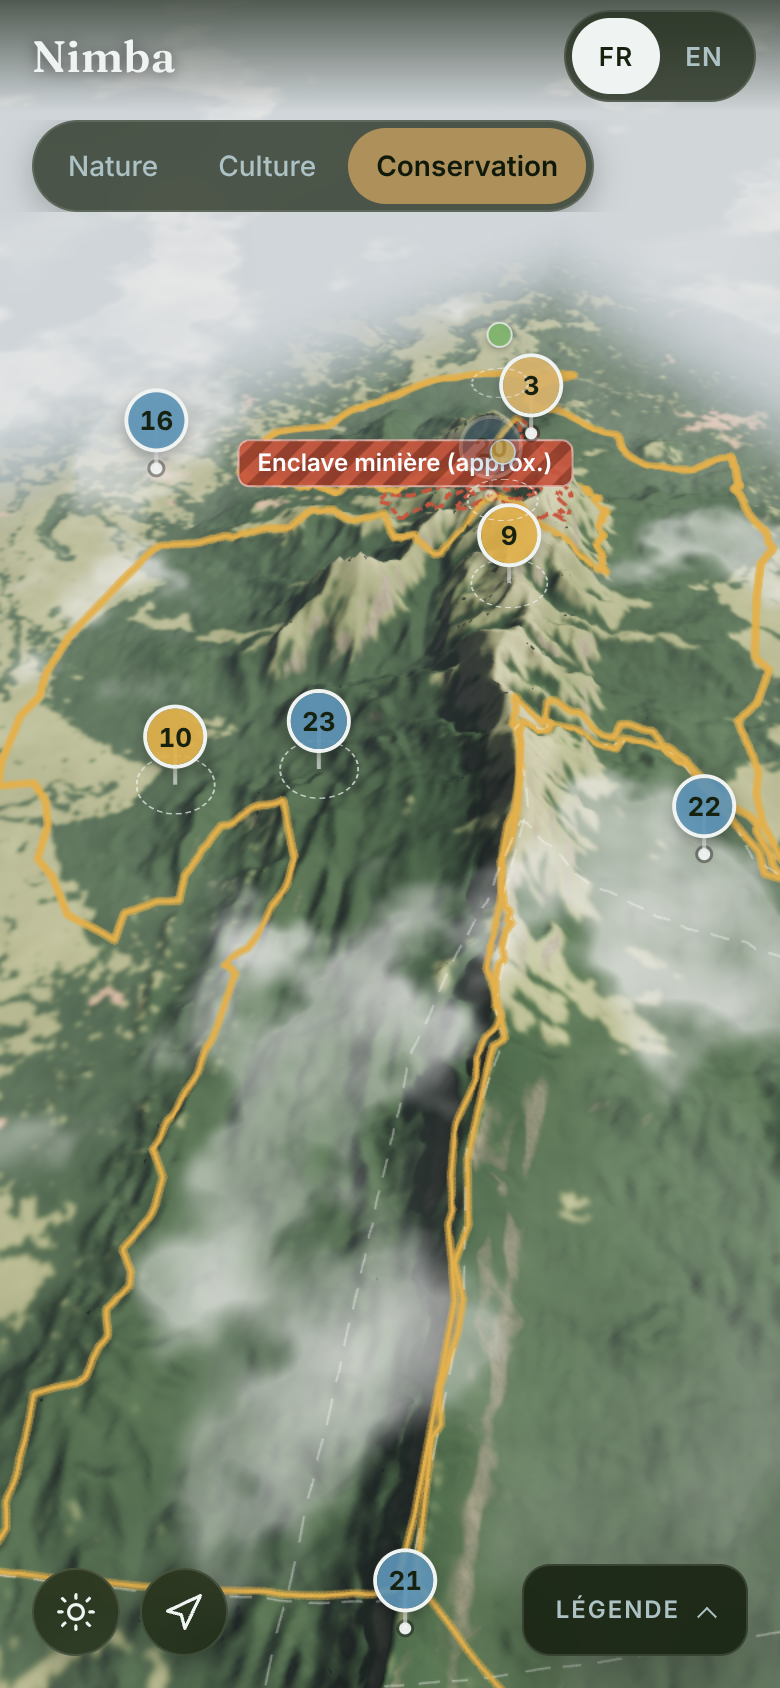 Nimba
FR EN
Nature Culture Conservation
3
16
Enclave minière (approx.)
9
10
23
22
21
LÉGENDE